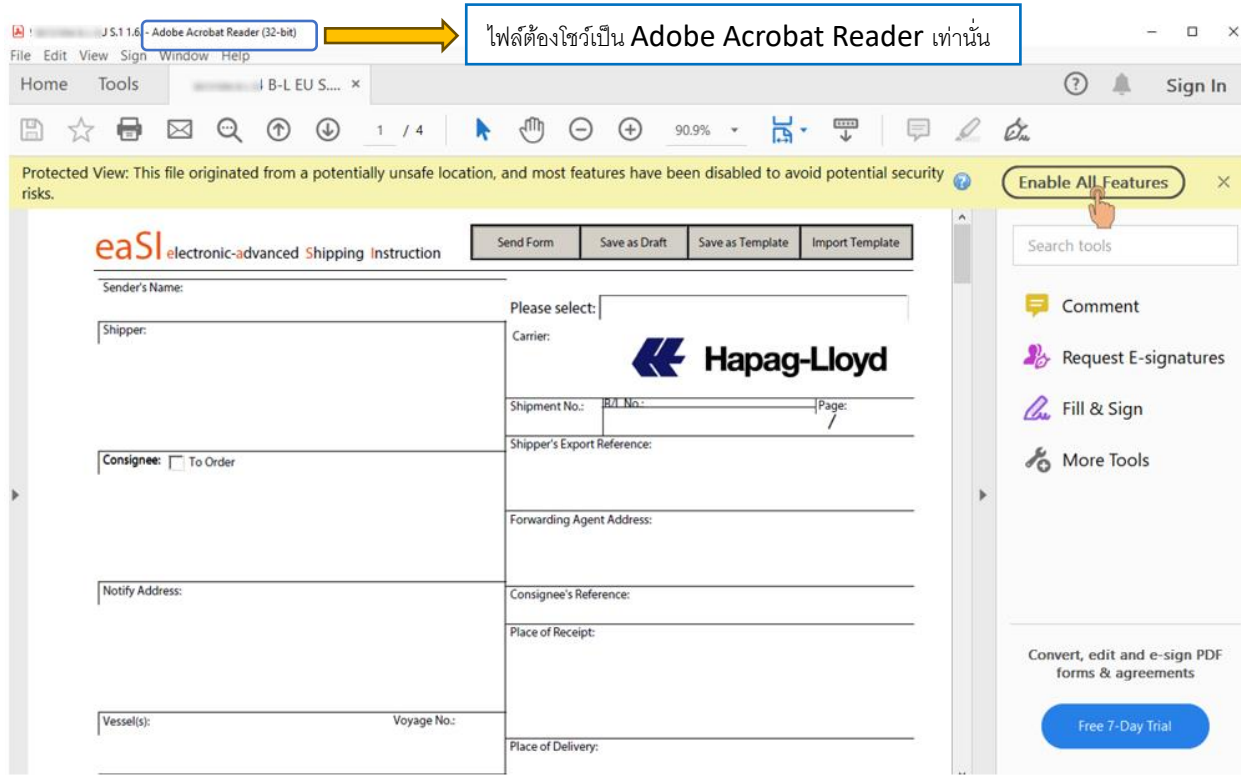 J S.1 1.6. - Adobe Acrobat Reader (32-bit)
ไฟล์ต้องโชว์เป็น Adobe Acrobat Reader เท่านั่น
File Edit View Sign Window Help
Home Tools B-L EU S.... ×
Sign In
1 / 4
90.9%
Protected View: This file originated from a potentially unsafe location, and most features have been disabled to avoid potential security
risks.
Enable All Features
eaSI electronic-advanced Shipping Instruction
Send Form
Save as Draft
Save as Template
Import Template
Search tools
Sender's Name:
Please select:
Shipper:
Carrier:
Hapag-Lloyd
Comment
Request E-signatures
Fill & Sign
More Tools
Shipment No.:
B/L No.:
Page:
/
Shipper's Export Reference:
Consignee: To Order
Forwarding Agent Address:
Notify Address:
Consignee's Reference:
Place of Receipt:
Convert, edit and e-sign PDF
forms & agreements
Free 7-Day Trial
Vessel(s):
Voyage No.:
Place of Delivery: